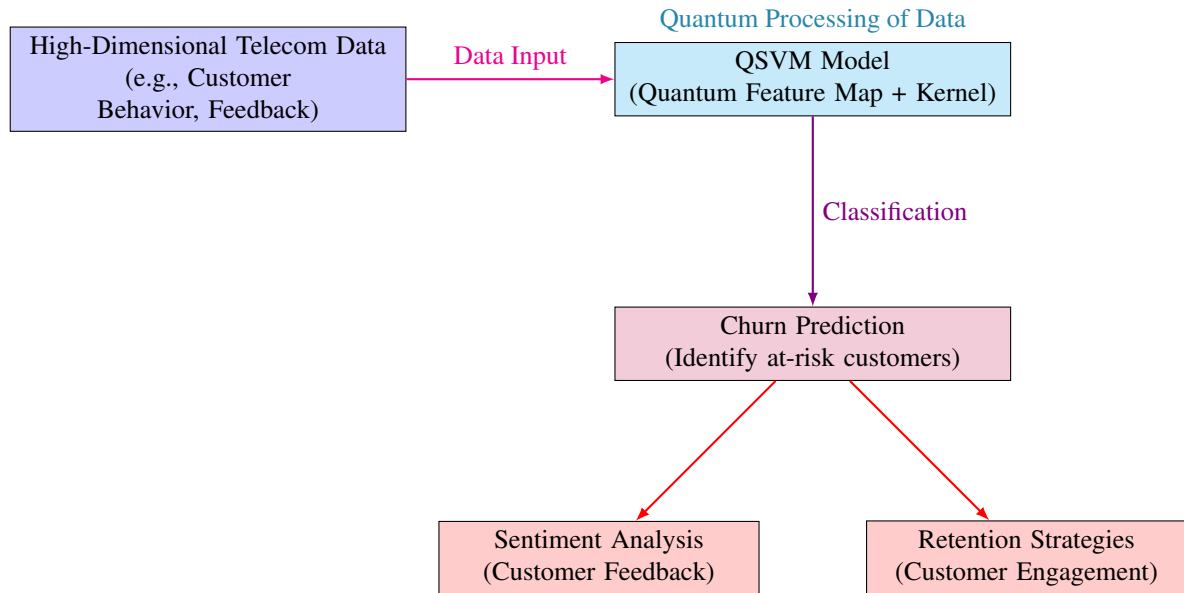 Quantum Processing of Data
High-Dimensional Telecom Data
(e.g., Customer
Behavior, Feedback)
Data Input
QSVM Model
(Quantum Feature Map + Kernel)
Classification
Churn Prediction
(Identify at-risk customers)
Sentiment Analysis
(Customer Feedback)
Retention Strategies
(Customer Engagement)